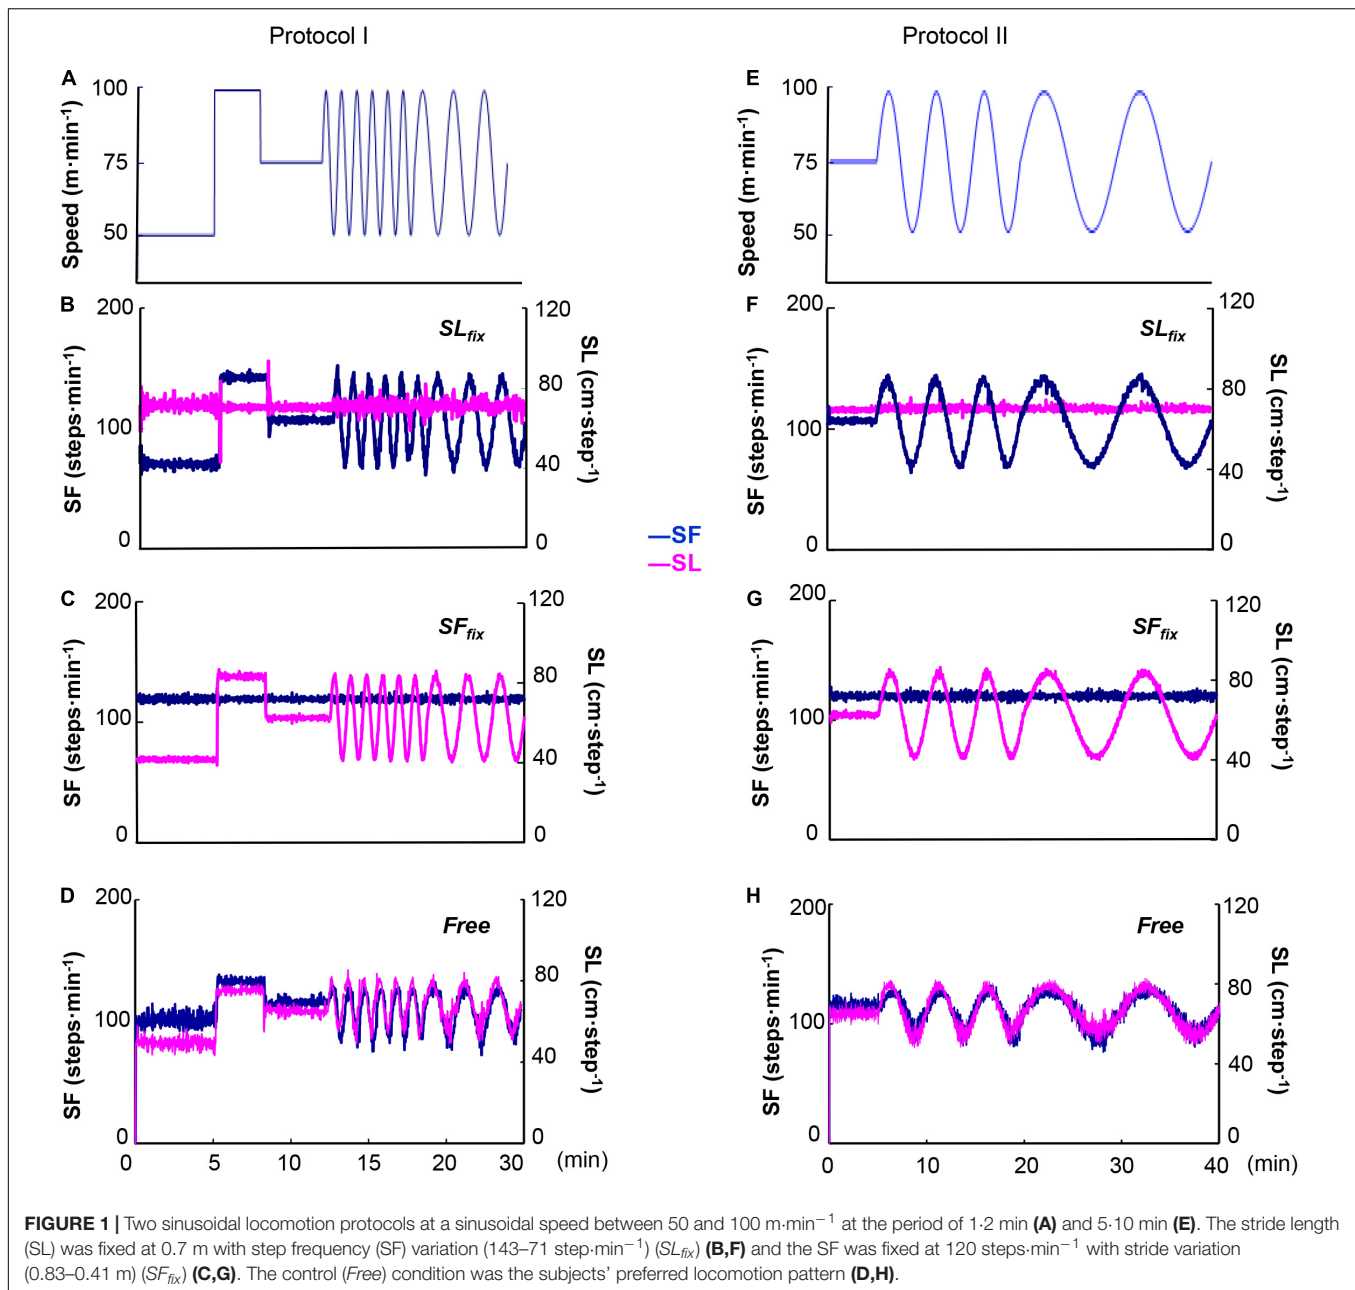 Protocol I
Protocol II
A
100
75
50
Speed (m·min-1)
E
100
75
50
Speed (m·min-1)
B
200
100
0
SF (steps·min-1)
SLfix
120
80
40
0
SL (cm·step-1)
F
200
100
0
SF (steps·min-1)
SLfix
120
80
40
0
SL (cm·step-1)
—SF
—SL
C
200
100
0
SF (steps·min-1)
SFfix
120
80
40
0
SL (cm·step-1)
G
200
100
0
SF (steps·min-1)
SFfix
120
80
40
0
SL (cm·step-1)
D
200
100
0
SF (steps·min-1)
Free
120
80
40
0
SL (cm·step-1)
0 5 10 15 20 30 (min)
H
200
100
0
SF (steps·min-1)
Free
120
80
40
0
SL (cm·step-1)
0 10 20 30 40 (min)
FIGURE 1 | Two sinusoidal locomotion protocols at a sinusoidal speed between 50 and 100 m·min−1 at the period of 1·2 min (A) and 5·10 min (E). The stride length
(SL) was fixed at 0.7 m with step frequency (SF) variation (143–71 step·min−1) (SLfix) (B,F) and the SF was fixed at 120 steps·min−1 with stride variation
(0.83–0.41 m) (SFfix) (C,G). The control (Free) condition was the subjects' preferred locomotion pattern (D,H).